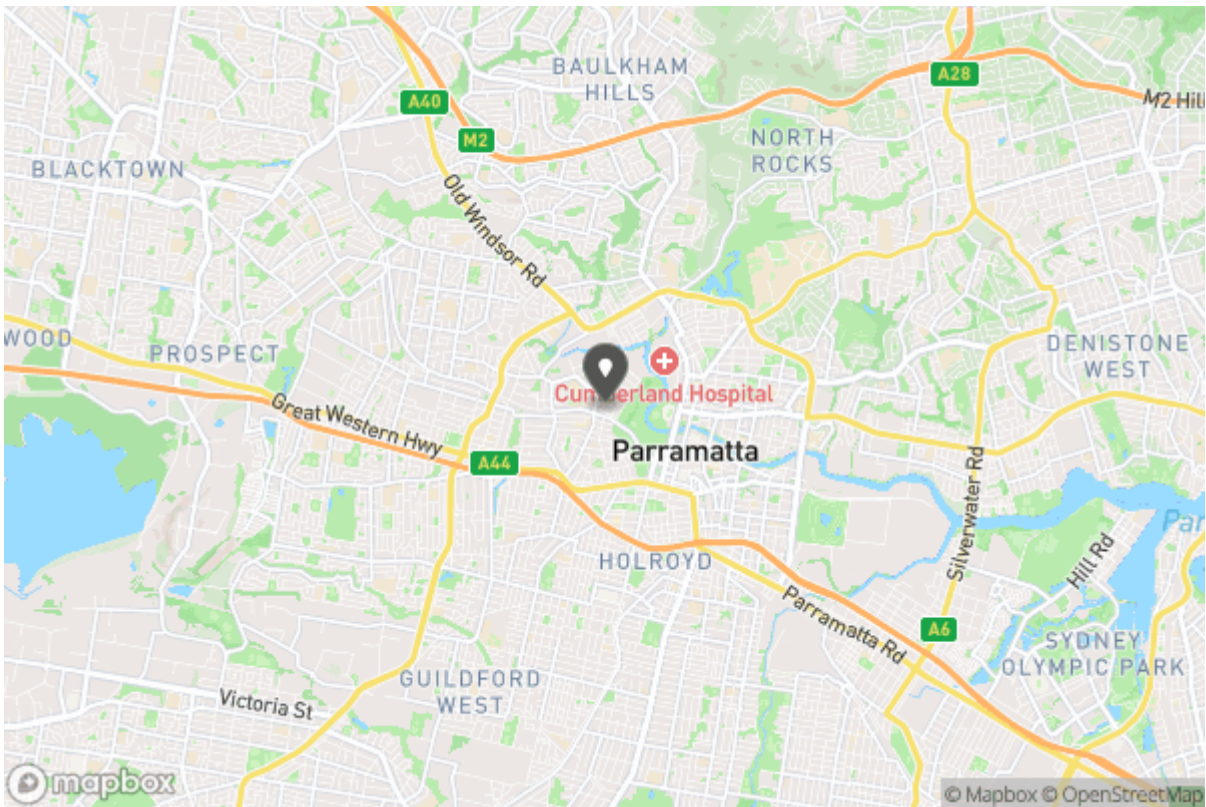 BAULKHAM
HILLS
A28
A40
M2 Hil
M2
NORTH
ROCKS
BLACKTOWN
Old Windsor Rd
WOOD
PROSPECT
DENISTONE
WEST
Cumberland Hospital
Great Western Hwy
Parramatta
A44
Silverwater Rd
Par
HOLROYD
Hill Rd
Parramatta Rd
A6
SYDNEY
OLYMPIC PARK
GUILDFORD
WEST
Victoria St
mapbox
© Mapbox © OpenStreetMap